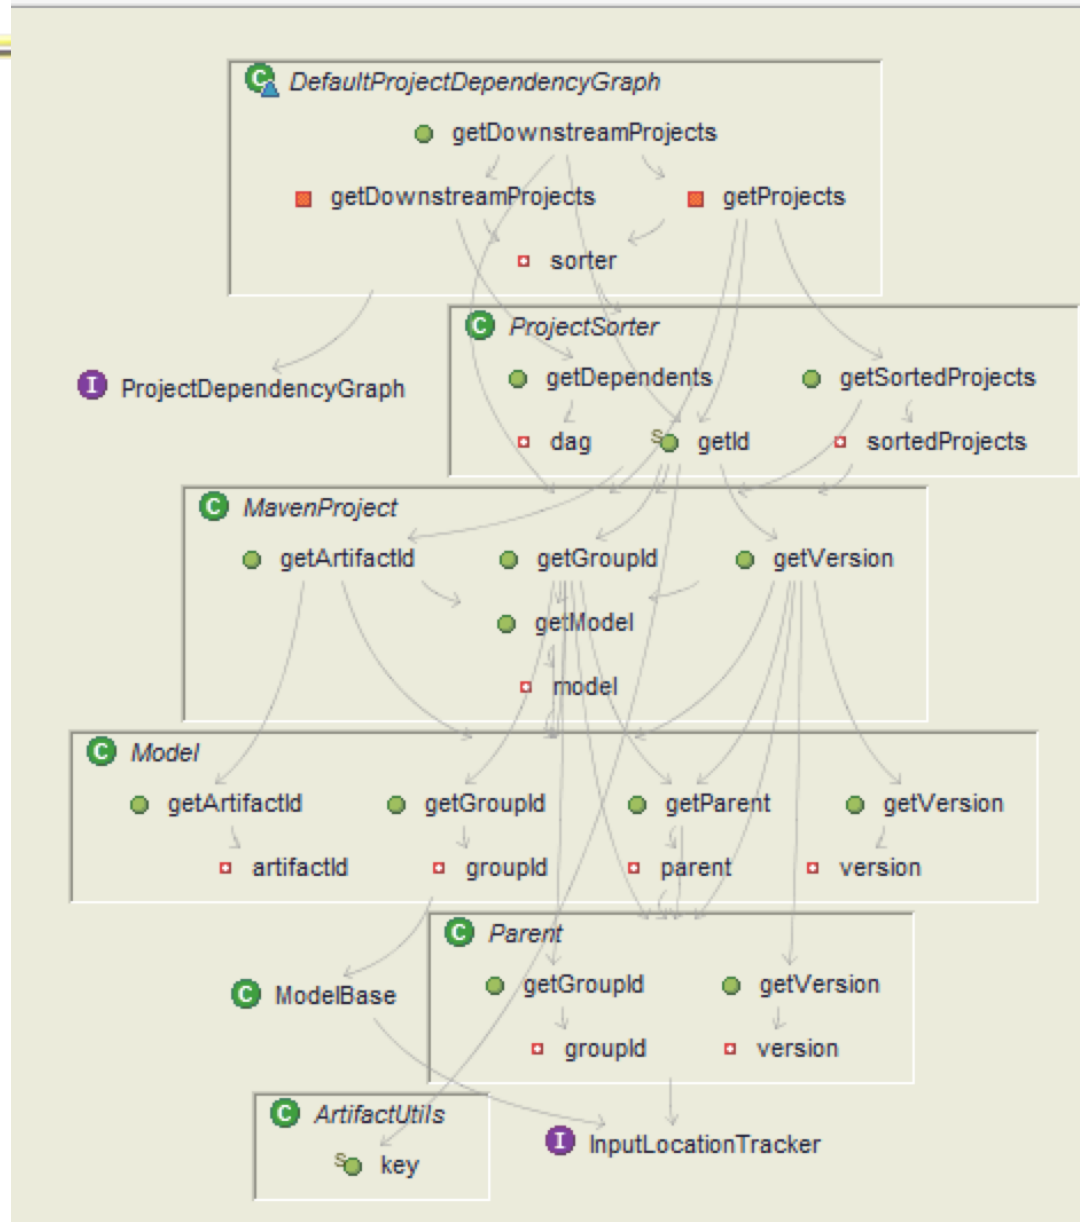 DefaultProjectDependencyGraph
getDownstreamProjects
getDownstreamProjects getProjects
sorter
ProjectSorter
ProjectDependencyGraph
getDependents getSortedProjects
dag getId sortedProjects
MavenProject
getArtifactId getGroupId getVersion
getModel
model
Model
getArtifactId getGroupId getParent getVersion
artifactId groupId parent version
Parent
getGroupId getVersion
ModelBase
groupId version
ArtifactUtils
InputLocationTracker
key